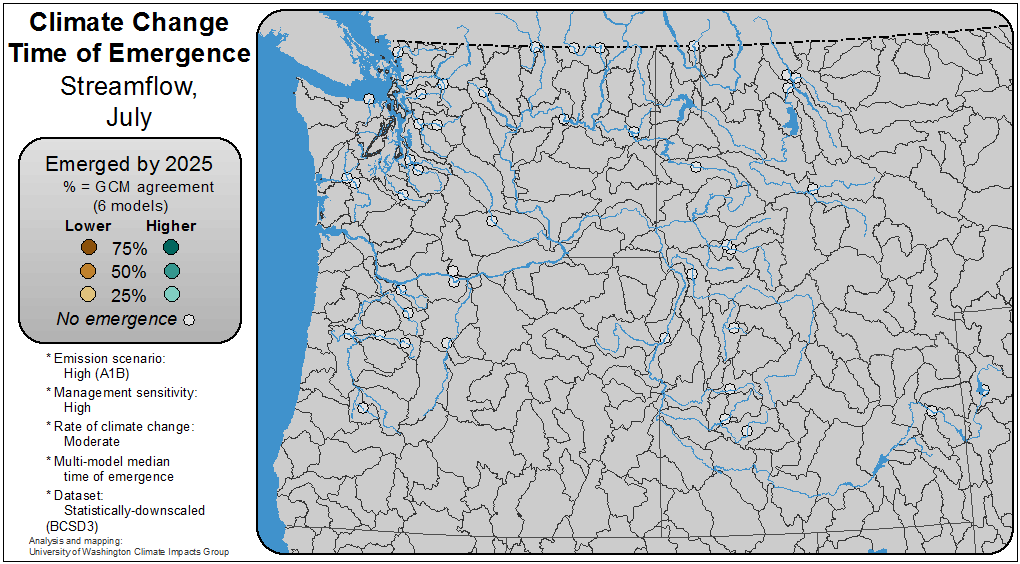 Climate Change
Time of Emergence
Streamflow,
July
Emerged by 2025
% = GCM agreement
(6 models)
Lower Higher
75%
50%
25%
No emergence
* Emission scenario:
High (A1B)
* Management sensitivity:
High
* Rate of climate change:
Moderate
* Multi-model median
time of emergence
* Dataset:
Statistically-downscaled
(BCSD3)
Analysis and mapping:
University of Washington Climate Impacts Group